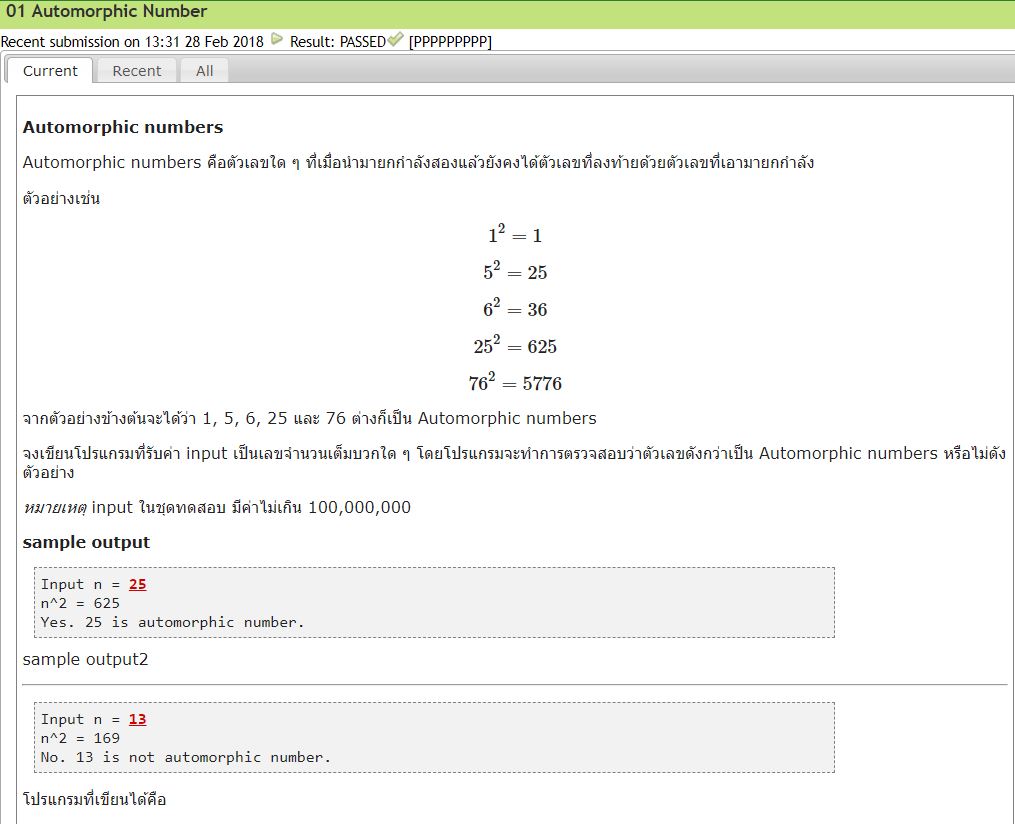 01 Automorphic Number
Recent submission on 13:31 28 Feb 2018 Result: PASSED [PPPPPPPPP]
Current Recent All
Automorphic numbers
Automorphic numbers คือตัวเลขใด ๆ ที่เมื่อนำมายกกำลังสองแล้วยังคงได้ตัวเลขที่ลงท้ายด้วยตัวเลขที่เอามายกกำลัง
ตัวอย่างเช่น
1² = 1
5² = 25
6² = 36
25² = 625
76² = 5776
จากตัวอย่างข้างต้นจะได้ว่า 1, 5, 6, 25 และ 76 ต่างก็เป็น Automorphic numbers
จงเขียนโปรแกรมที่รับค่า input เป็นเลขจำนวนเต็มบวกใด ๆ โดยโปรแกรมจะทำการตรวจสอบว่าตัวเลขดังกว่าเป็น Automorphic numbers หรือไม่ดัง
ตัวอย่าง
หมายเหตุ input ในชุดทดสอบ มีค่าไม่เกิน 100,000,000
sample output
Input n = 25
n^2 = 625
Yes. 25 is automorphic number.
sample output2
Input n = 13
n^2 = 169
No. 13 is not automorphic number.
โปรแกรมที่เขียนได้คือ